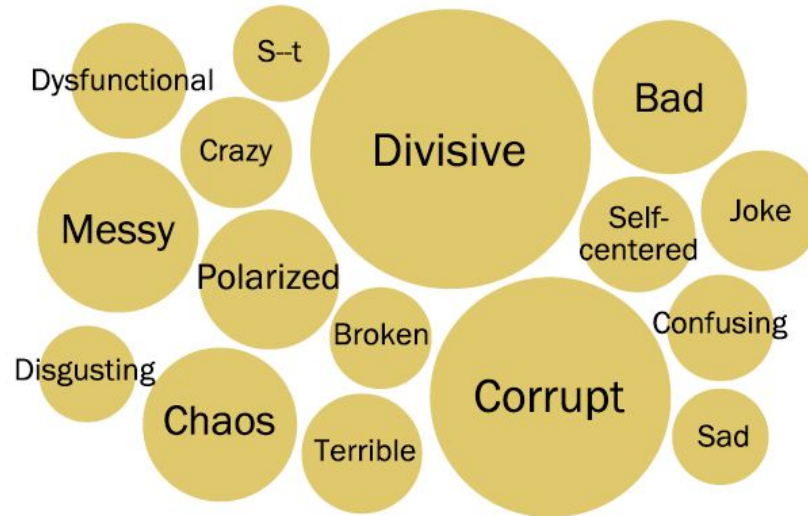 S--t
Dysfunctional
Divisive
Bad
Crazy
Messy
Joke
Self-
centered
Polarized
Confusing
Broken
Disgusting
Corrupt
Chaos
Sad
Terrible